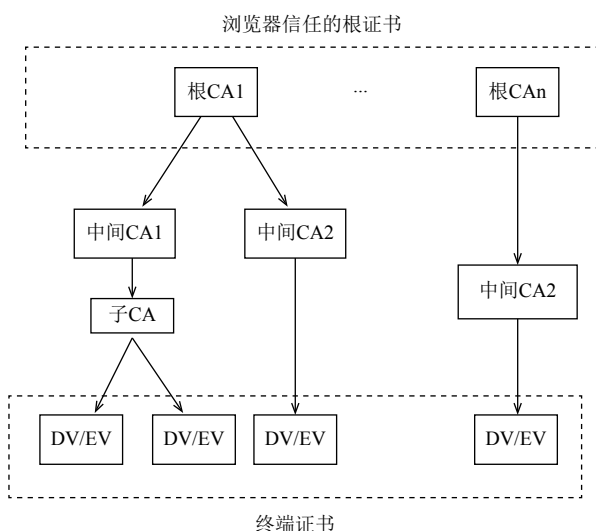 浏览器信任的根证书
根CA1
...
根CAn
中间CA1
中间CA2
中间CA2
子CA
DV/EV
DV/EV
DV/EV
DV/EV
终端证书